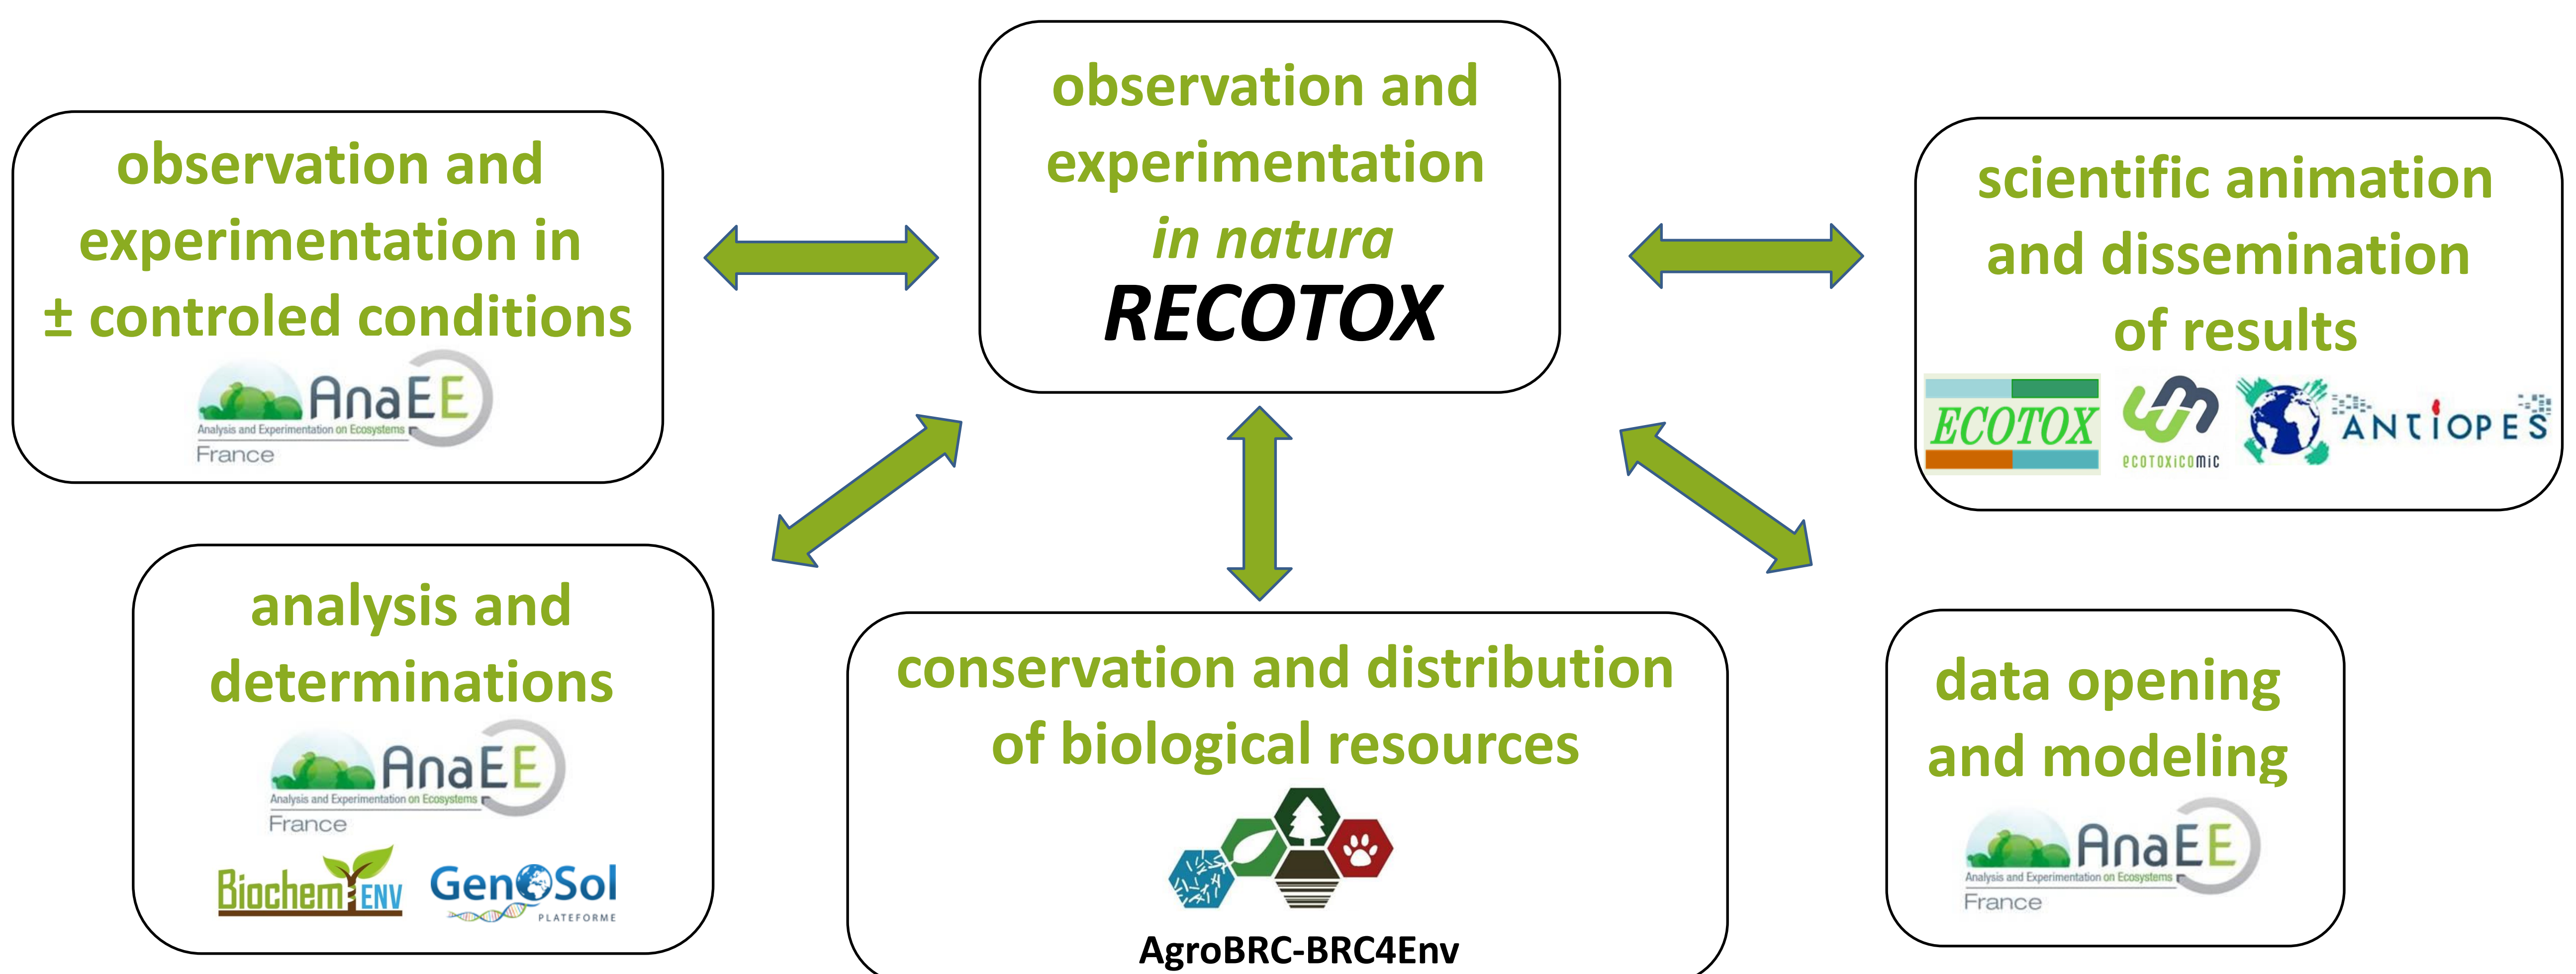 observation and
experimentation
in natura
RECOTOX
observation and
experimentation in
± controled conditions
AnaEE
Analysis and Experimentation on Ecosystems
France
scientific animation
and dissemination
of results
ECOTOX
ecotoxicomic
ANTIOPES
analysis and
determinations
AnaEE
Analysis and Experimentation on Ecosystems
France
BiochemENV
GenoSol
PLATEFORME
conservation and distribution
of biological resources
AgroBRC-BRC4Env
data opening
and modeling
AnaEE
Analysis and Experimentation on Ecosystems
France